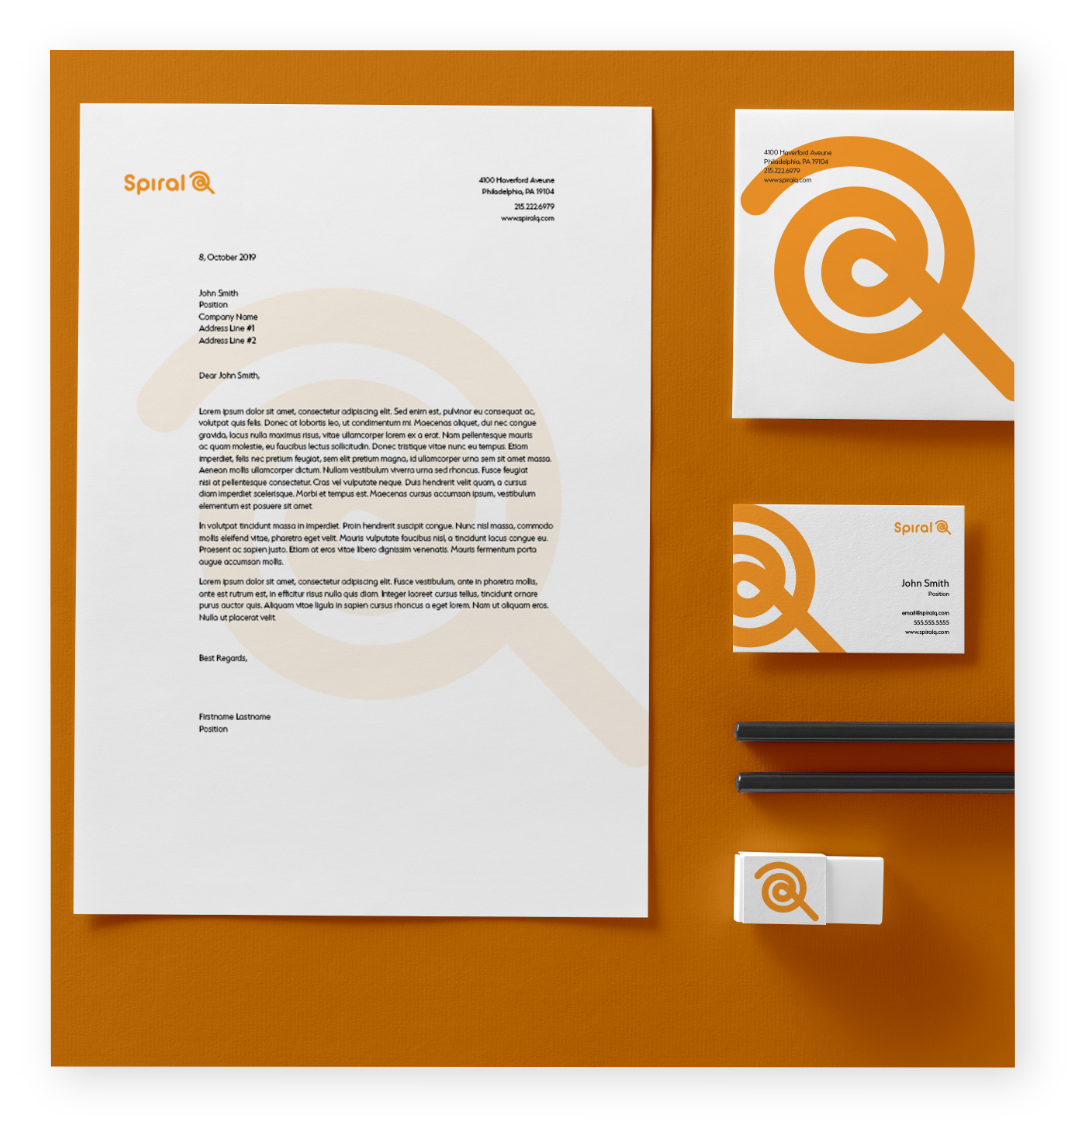 Spiral
4100 Haverford Aveune
Philadelphia, PA 19104
215.222.6979
www.spiralq.com
8, October 2019
John Smith
Position
Company Name
Address Line #1
Address Line #2
Dear John Smith,
Lorem ipsum dolor sit amet, consectetur adipiscing elit. Sed enim est, pulvinar eu consequat ac,
volutpat quis felis. Donec at lobortis leo, ut condimentum mi. Maecenas aliquet, dui nec congue
gravida, lacus nulla maximus risus, vitae ullamcorper lorem ex a erat. Nam pellentesque mauris
ac quam molestie, eu faucibus lectus sollicitudin. Donec tristique vitae nunc eu tempus. Etiam
imperdiet, felis nec pretium feugiat, sem elit pretium magna, id ullamcorper urna sem sit amet massa.
Aenean mollis ullamcorper dictum. Nullam vestibulum viverra urna sed rhoncus. Fusce feugiat
nisi at pellentesque consectetur. Cras vel vulputate neque. Duis hendrerit velit quam, a cursus
diam imperdiet scelerisque. Morbi et tempus est. Maecenas cursus accumsan ipsum, vestibulum
elementum est posuere sit amet.
In volutpat tincidunt massa in imperdiet. Proin hendrerit suscipit congue. Nunc nisl massa, commodo
mollis eleifend vitae, pharetra eget velit. Mauris vulputate faucibus nisl, a tincidunt lacus congue eu.
Praesent ac sapien justo. Etiam at eros vitae libero dignissim venenatis. Mauris fermentum porta
augue accumsan mollis.
Lorem ipsum dolor sit amet, consectetur adipiscing elit. Fusce vestibulum, ante in pharetra mollis,
ante est rutrum est, in efficitur risus nulla quis diam. Integer laoreet cursus tellus, tincidunt ornare
purus auctor quis. Aliquam vitae ligula in sapien cursus rhoncus a eget lorem. Nam ut aliquam eros.
Nulla ut placerat velit.
Best Regards,
Firstname Lastname
Position
4100 Haverford Aveune
Philadelphia, PA 19104
215.222.6979
www.spiralq.com
Spiral
John Smith
Position
email@spiralq.com
555.555.5555
www.spiralq.com